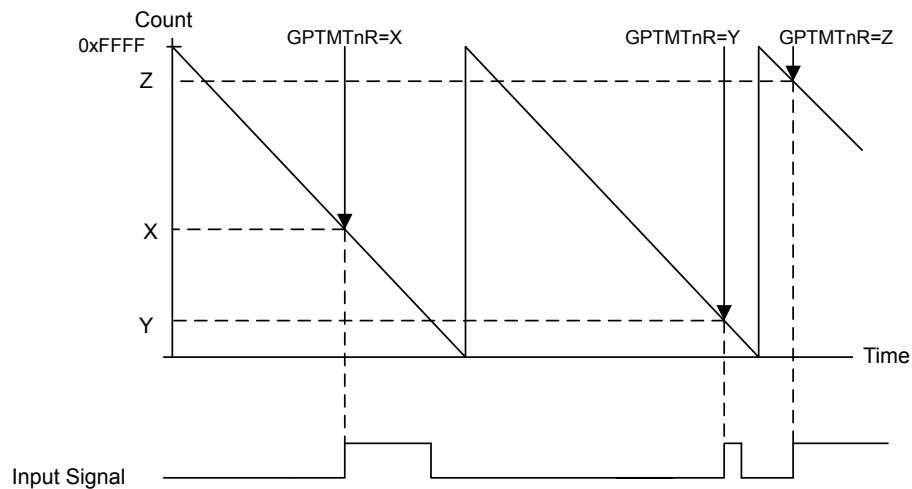 Count
0xFFFF
GPTMTnR=X
GPTMTnR=Y
GPTMTnR=Z
Z
X
Y
Time
Input Signal